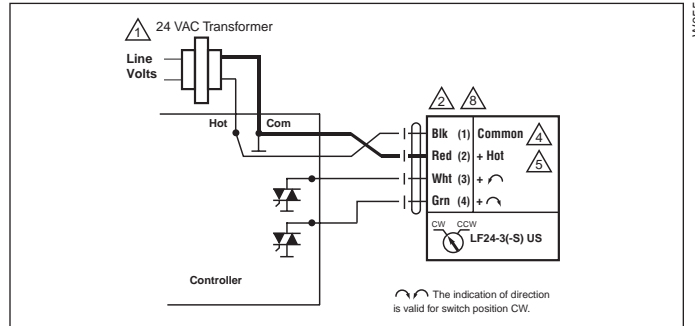 1 24 VAC Transformer
Line
Volts
Hot Com
2 8
Blk (1) Common 4
Red (2) + Hot 5
Wht (3) +
Grn (4) +
CW CCW
LF24-3(-S) US
Controller
The indication of direction
is valid for switch position CW.